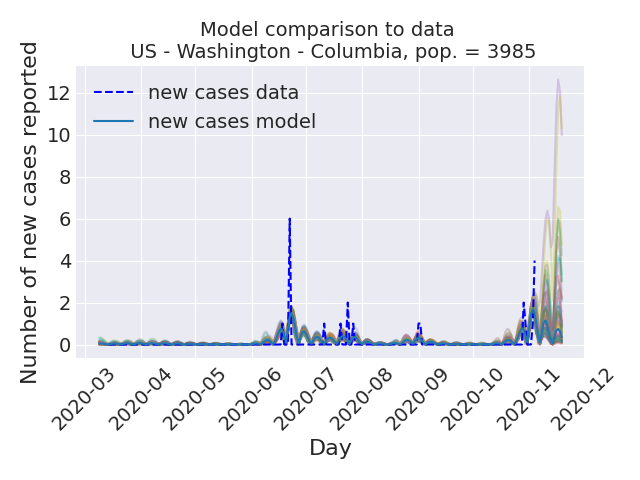 Model comparison to data
US - Washington - Columbia, pop. = 3985
Number of new cases reported
12
10
8
6
4
2
0
new cases data
new cases model
2020-03
2020-04
2020-05
2020-06
2020-07
2020-08
2020-09
2020-10
2020-11
2020-12
Day